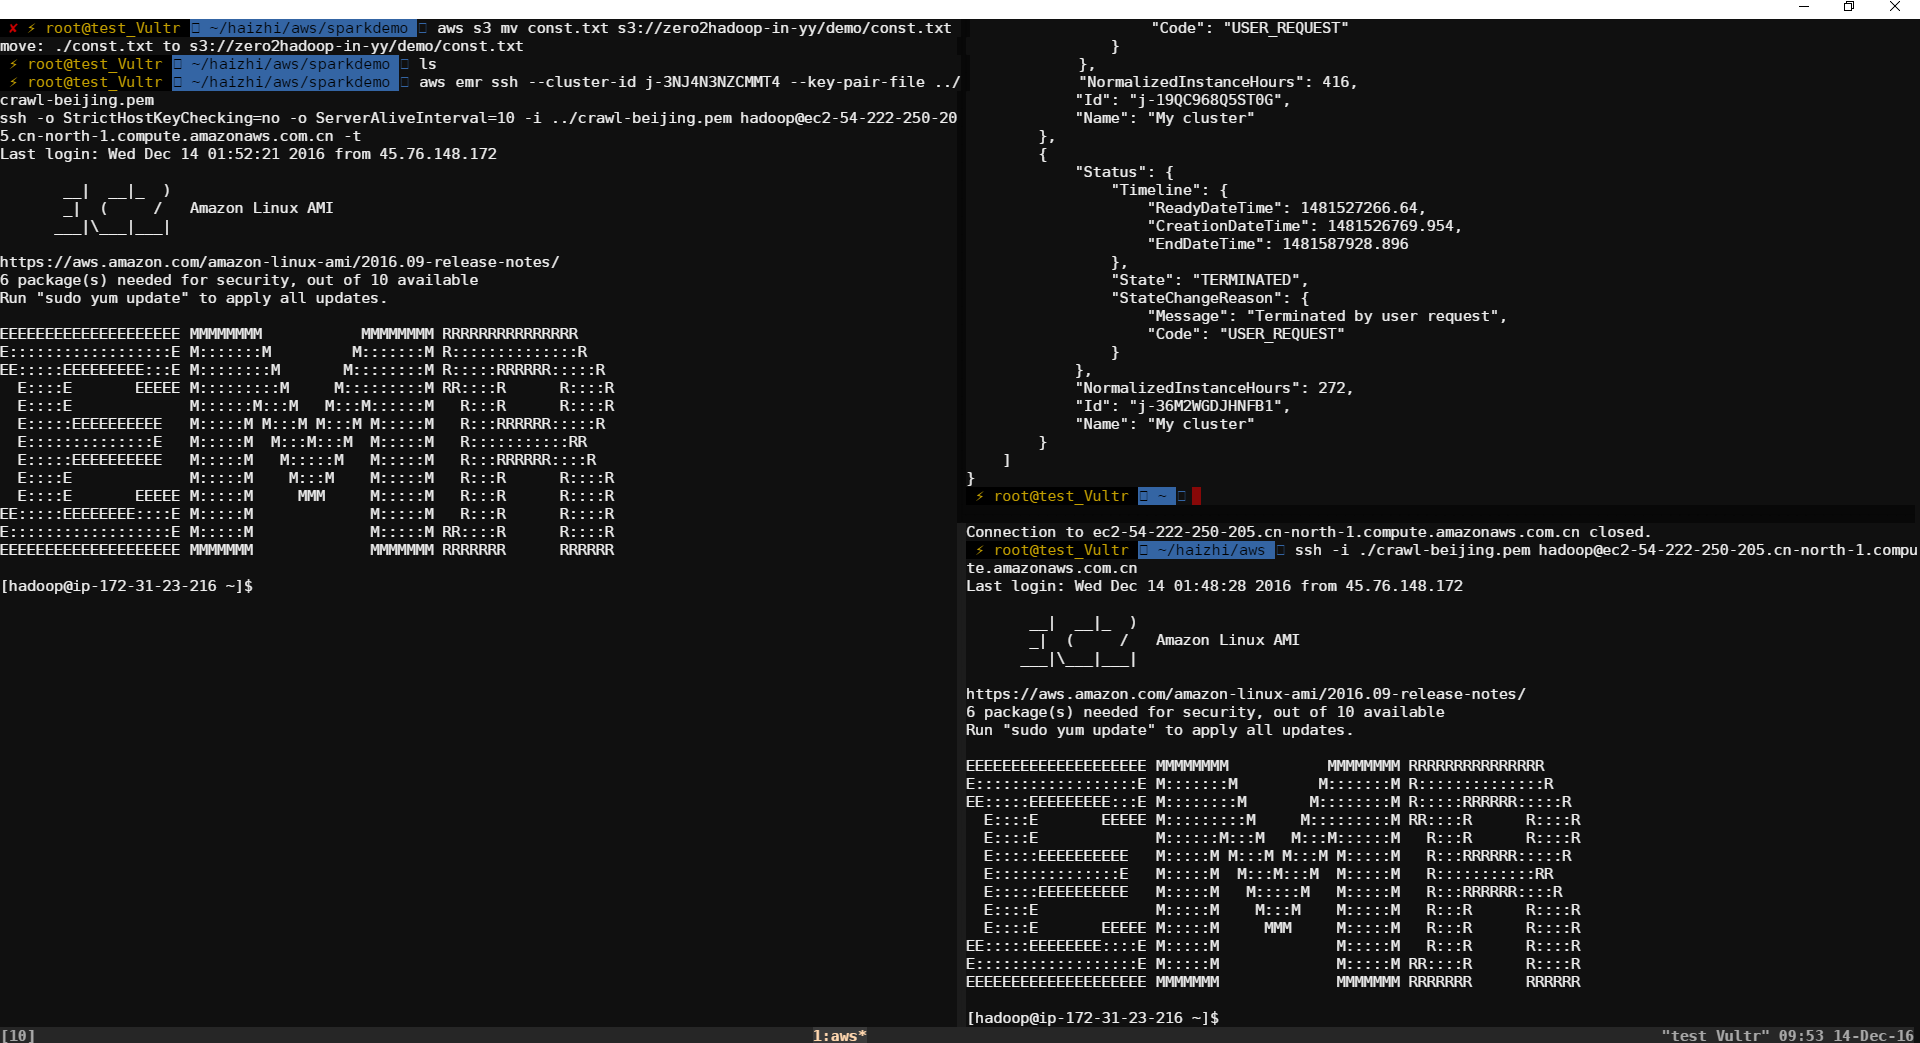 ✘ ⚡ root@test_Vultr  ~/haizhi/aws/sparkdemo  aws s3 mv const.txt s3://zero2hadoop-in-yy/demo/const.txt
move: ./const.txt to s3://zero2hadoop-in-yy/demo/const.txt
⚡ root@test_Vultr  ~/haizhi/aws/sparkdemo  ls
⚡ root@test_Vultr  ~/haizhi/aws/sparkdemo  aws emr ssh --cluster-id j-3NJ4N3NZCMMT4 --key-pair-file ../
crawl-beijing.pem
ssh -o StrictHostKeyChecking=no -o ServerAliveInterval=10 -i ../crawl-beijing.pem hadoop@ec2-54-222-250-20
5.cn-north-1.compute.amazonaws.com.cn -t
Last login: Wed Dec 14 01:52:21 2016 from 45.76.148.172
       __|  __|_  )
       _|  (     /   Amazon Linux AMI
      ___|\___|___|
https://aws.amazon.com/amazon-linux-ami/2016.09-release-notes/
6 package(s) needed for security, out of 10 available
Run "sudo yum update" to apply all updates.
EEEEEEEEEEEEEEEEEEEE MMMMMMMM           MMMMMMMM RRRRRRRRRRRRRRR
E::::::::::::::::::E M:::::::M         M:::::::M R::::::::::::::R
EE:::::EEEEEEEEE:::E M::::::::M       M::::::::M R:::::RRRRRR:::::R
  E::::E       EEEEE M:::::::::M     M:::::::::M RR::::R      R::::R
  E::::E             M::::::M:::M   M:::M::::::M   R:::R      R::::R
  E:::::EEEEEEEEEE   M:::::M M:::M M:::M M:::::M   R:::RRRRRR:::::R
  E::::::::::::::E   M:::::M  M:::M:::M  M:::::M   R:::::::::::RR
  E:::::EEEEEEEEEE   M:::::M   M:::::M   M:::::M   R:::RRRRRR::::R
  E::::E             M:::::M    M:::M    M:::::M   R:::R      R::::R
  E::::E       EEEEE M:::::M     MMM     M:::::M   R:::R      R::::R
EE:::::EEEEEEEE::::E M:::::M             M:::::M   R:::R      R::::R
E::::::::::::::::::E M:::::M             M:::::M RR::::R      R::::R
EEEEEEEEEEEEEEEEEEEE MMMMMMM             MMMMMMM RRRRRRR      RRRRRR
[hadoop@ip-172-31-23-216 ~]$
                    "Code": "USER_REQUEST"
                }
            },
            "NormalizedInstanceHours": 416,
            "Id": "j-19QC968Q5ST0G",
            "Name": "My cluster"
        },
        {
            "Status": {
                "Timeline": {
                    "ReadyDateTime": 1481527266.64,
                    "CreationDateTime": 1481526769.954,
                    "EndDateTime": 1481587928.896
                },
                "State": "TERMINATED",
                "StateChangeReason": {
                    "Message": "Terminated by user request",
                    "Code": "USER_REQUEST"
                }
            },
            "NormalizedInstanceHours": 272,
            "Id": "j-36M2WGDJHNFB1",
            "Name": "My cluster"
        }
    ]
}
⚡ root@test_Vultr  ~
Connection to ec2-54-222-250-205.cn-north-1.compute.amazonaws.com.cn closed.
⚡ root@test_Vultr  ~/haizhi/aws  ssh -i ./crawl-beijing.pem hadoop@ec2-54-222-250-205.cn-north-1.compu
te.amazonaws.com.cn
Last login: Wed Dec 14 01:48:28 2016 from 45.76.148.172
       __|  __|_  )
       _|  (     /   Amazon Linux AMI
      ___|\___|___|
https://aws.amazon.com/amazon-linux-ami/2016.09-release-notes/
6 package(s) needed for security, out of 10 available
Run "sudo yum update" to apply all updates.
EEEEEEEEEEEEEEEEEEEE MMMMMMMM           MMMMMMMM RRRRRRRRRRRRRRR
E::::::::::::::::::E M:::::::M         M:::::::M R::::::::::::::R
EE:::::EEEEEEEEE:::E M::::::::M       M::::::::M R:::::RRRRRR:::::R
  E::::E       EEEEE M:::::::::M     M:::::::::M RR::::R      R::::R
  E::::E             M::::::M:::M   M:::M::::::M   R:::R      R::::R
  E:::::EEEEEEEEEE   M:::::M M:::M M:::M M:::::M   R:::RRRRRR:::::R
  E::::::::::::::E   M:::::M  M:::M:::M  M:::::M   R:::::::::::RR
  E:::::EEEEEEEEEE   M:::::M   M:::::M   M:::::M   R:::RRRRRR::::R
  E::::E             M:::::M    M:::M    M:::::M   R:::R      R::::R
  E::::E       EEEEE M:::::M     MMM     M:::::M   R:::R      R::::R
EE:::::EEEEEEEE::::E M:::::M             M:::::M   R:::R      R::::R
E::::::::::::::::::E M:::::M             M:::::M RR::::R      R::::R
EEEEEEEEEEEEEEEEEEEE MMMMMMM             MMMMMMM RRRRRRR      RRRRRR
[hadoop@ip-172-31-23-216 ~]$
[10] 1:aws* "test Vultr" 09:53 14-Dec-16